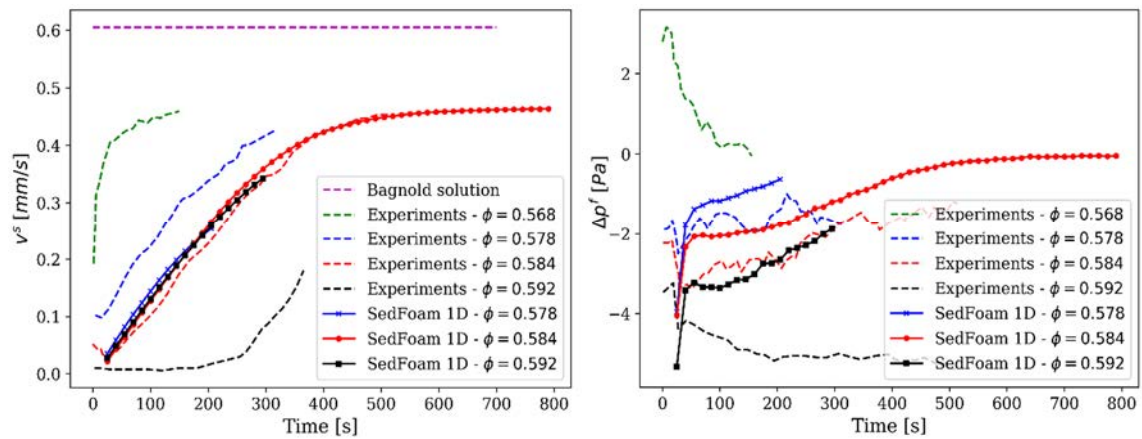 0.6
0.5
0.4
0.3
0.2
0.1
0.0
v^s [mm/s]
0 100 200 300 400 500 600 700 800
Time [s]
Bagnold solution
Experiments - ϕ = 0.568
Experiments - ϕ = 0.578
Experiments - ϕ = 0.584
Experiments - ϕ = 0.592
SedFoam 1D - ϕ = 0.578
SedFoam 1D - ϕ = 0.584
SedFoam 1D - ϕ = 0.592
2
0
−2
−4
Δp^f [Pa]
0 100 200 300 400 500 600 700 800
Time [s]
Experiments - ϕ = 0.568
Experiments - ϕ = 0.578
Experiments - ϕ = 0.584
Experiments - ϕ = 0.592
SedFoam 1D - ϕ = 0.578
SedFoam 1D - ϕ = 0.584
SedFoam 1D - ϕ = 0.592